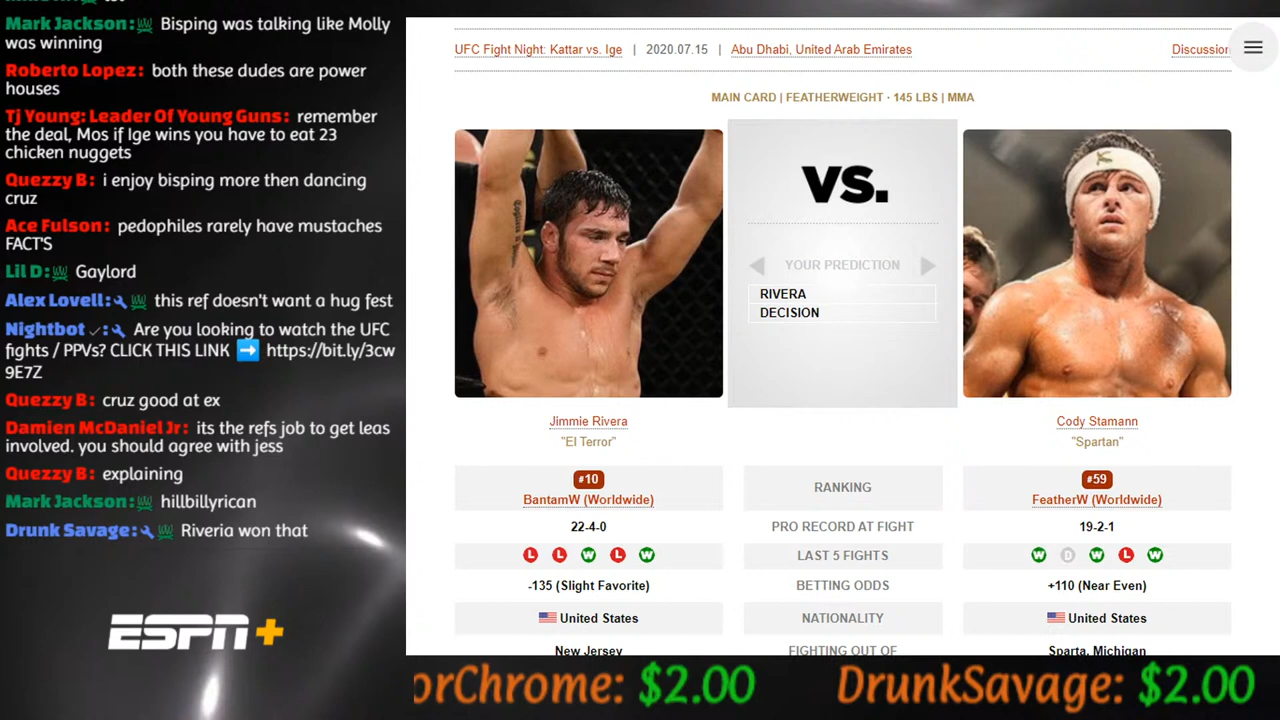 Mark Jackson: Bisping was talking like Molly
was winning
Roberto Lopez: both these dudes are power
houses
Tj Young: Leader Of Young Guns: remember
the deal, Mos if Ige wins you have to eat 23
chicken nuggets
Quezzy B: i enjoy bisping more then dancing
cruz
Ace Fulson: pedophiles rarely have mustaches
FACT'S
Lil D: Gaylord
Alex Lovell: this ref doesn't want a hug fest
Nightbot: Are you looking to watch the UFC
fights / PPVs? CLICK THIS LINK ➡ https://bit.ly/3cw
9E7Z
Quezzy B: cruz good at ex
Damien McDaniel Jr: its the refs job to get leas
involved. you should agree with jess
Quezzy B: explaining
Mark Jackson: hillbillyrican
Drunk Savage: Riveria won that
ESPN+
UFC Fight Night: Kattar vs. Ige | 2020.07.15 | Abu Dhabi, United Arab Emirates Discussion
MAIN CARD | FEATHERWEIGHT · 145 LBS | MMA
VS.
YOUR PREDICTION
RIVERA
DECISION
Jimmie Rivera Cody Stamann
"El Terror" "Spartan"
#10 RANKING #59
BantamW (Worldwide) FeatherW (Worldwide)
22-4-0 PRO RECORD AT FIGHT 19-2-1
L L W L W LAST 5 FIGHTS W D W L W
-135 (Slight Favorite) BETTING ODDS +110 (Near Even)
United States NATIONALITY United States
New Jersey FIGHTING OUT OF Sparta, Michigan
orChrome: $2.00 DrunkSavage: $2.00